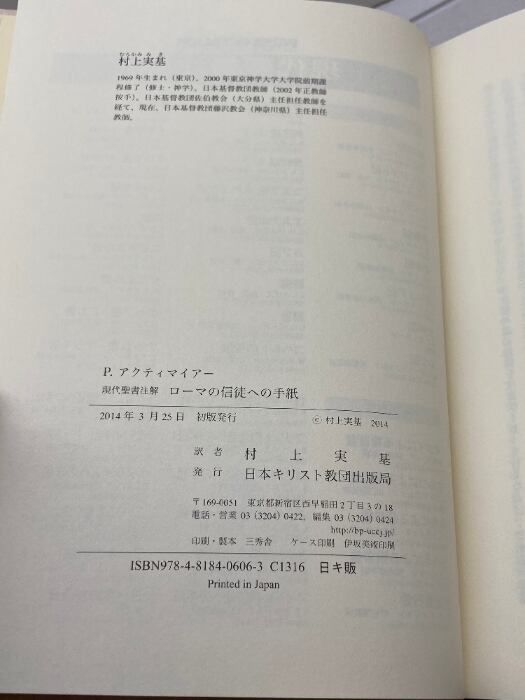 むらかみみき
村上実基
1969年生まれ（東京）。2000年東京神学大学大学院前期課
程修了（修士・神学）、日本基督教団教師（2002年正教師
按手）。日本基督教団佐伯教会（大分県）主任担任教師を
経て、現在、日本基督教団藤沢教会（神奈川県）主任担任
教師。
P. アクティマイアー
現代聖書注解 ローマの信徒への手紙
2014年3月25日 初版発行 © 村上実基 2014
訳者 村上実基
発行 日本キリスト教団出版局
〒169-0051 東京都新宿区西早稲田2丁目3の18
電話・営業 03 (3204) 0422、編集 03 (3204) 0424
http://bp-uccj.jp/
印刷・製本 三秀舎 ケース印刷 伊坂美術印刷
ISBN978-4-8184-0606-3 C1316 日キ販
Printed in Japan